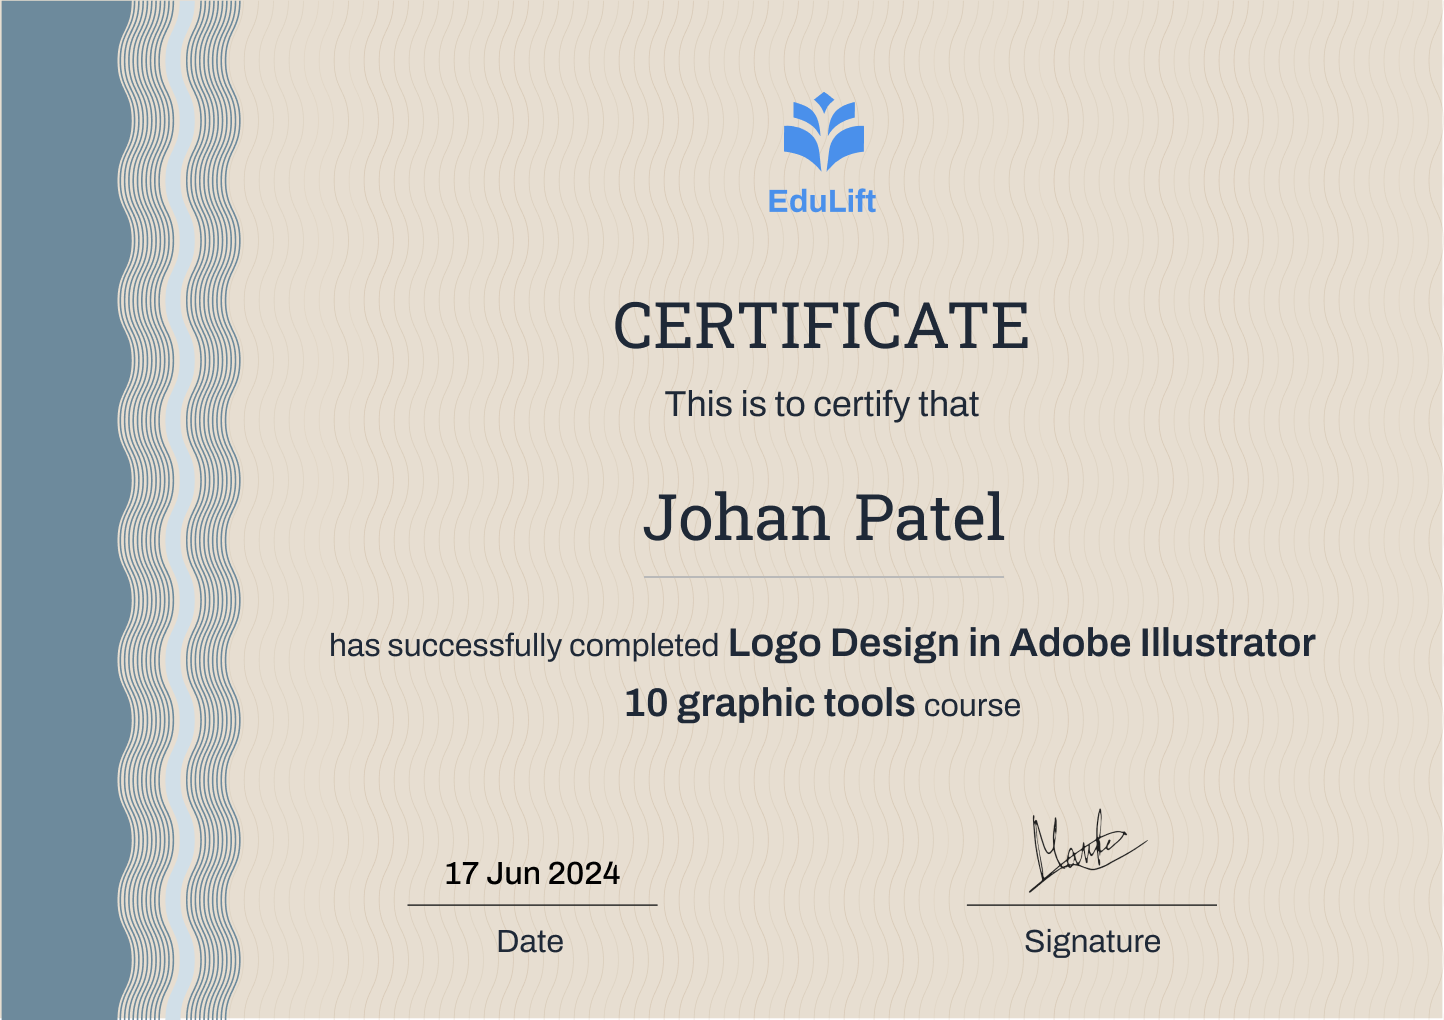 EduLift
CERTIFICATE
This is to certify that
Johan Patel
has successfully completed Logo Design in Adobe Illustrator
10 graphic tools course
17 Jun 2024
Date
Signature